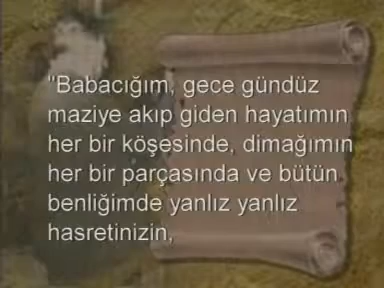 "Babacığım, gece gündüz
maziye akıp giden hayatımın
her bir köşesinde, dimağımın
her bir parçasında ve bütün
benliğimde yanlız yanlız
hasretinizin,